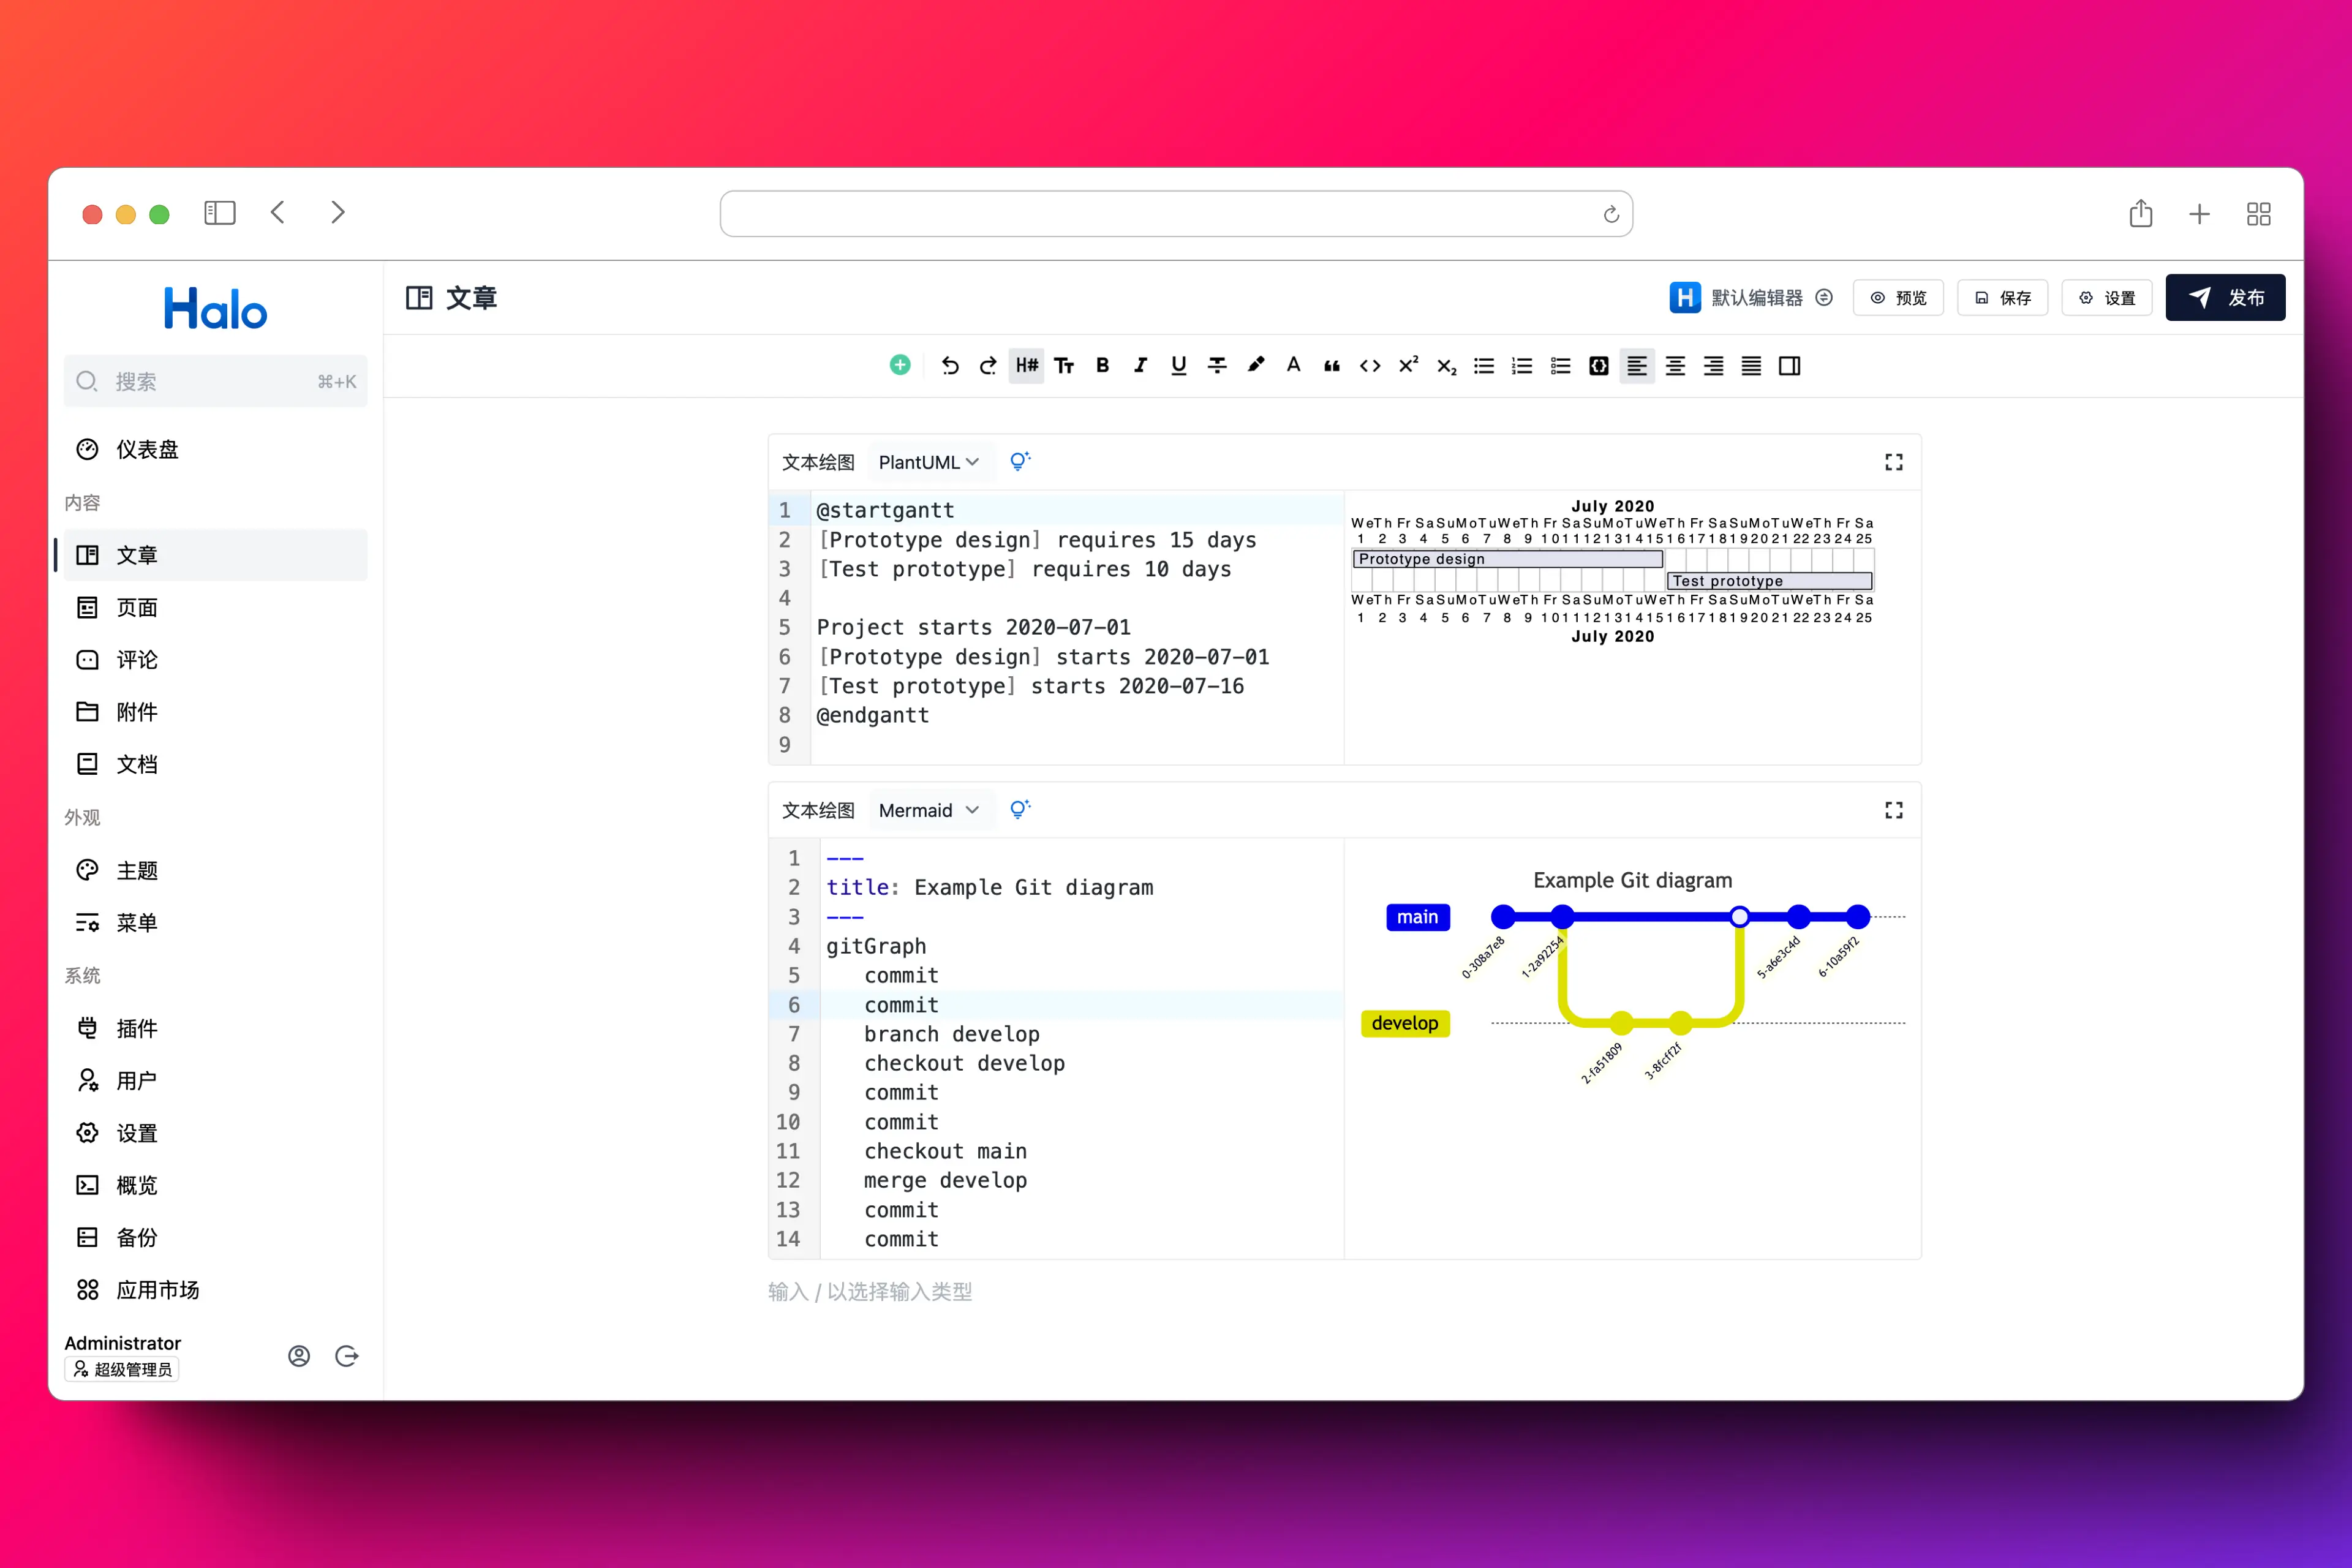 Halo
搜索 ⌘+K
仪表盘
内容
文章
页面
评论
附件
文档
外观
主题
菜单
系统
插件
用户
设置
概览
备份
应用市场
Administrator
超级管理员
文章
H 默认编辑器 预览 保存 设置 发布
H# TT B I U T A “ <> X² X₂
文本绘图 PlantUML
1 @startgantt
2 [Prototype design] requires 15 days
3 [Test prototype] requires 10 days
4
5 Project starts 2020-07-01
6 [Prototype design] starts 2020-07-01
7 [Test prototype] starts 2020-07-16
8 @endgantt
9
July 2020
We Th Fr Sa Su Mo Tu We Th Fr Sa Su Mo Tu We Th Fr Sa Su Mo Tu We Th Fr Sa
1 2 3 4 5 6 7 8 9 10 11 12 13 14 15 16 17 18 19 20 21 22 23 24 25
Prototype design
Test prototype
We Th Fr Sa Su Mo Tu We Th Fr Sa Su Mo Tu We Th Fr Sa Su Mo Tu We Th Fr Sa
1 2 3 4 5 6 7 8 9 10 11 12 13 14 15 16 17 18 19 20 21 22 23 24 25
July 2020
文本绘图 Mermaid
1 ---
2 title: Example Git diagram
3 ---
4 gitGraph
5 commit
6 commit
7 branch develop
8 checkout develop
9 commit
10 commit
11 checkout main
12 merge develop
13 commit
14 commit
Example Git diagram
main
0-308a7e8
1-2a92254
5-a6e3c4d
6-10a59f2
develop
2-fa51809
3-8fcff2f
输入 / 以选择输入类型